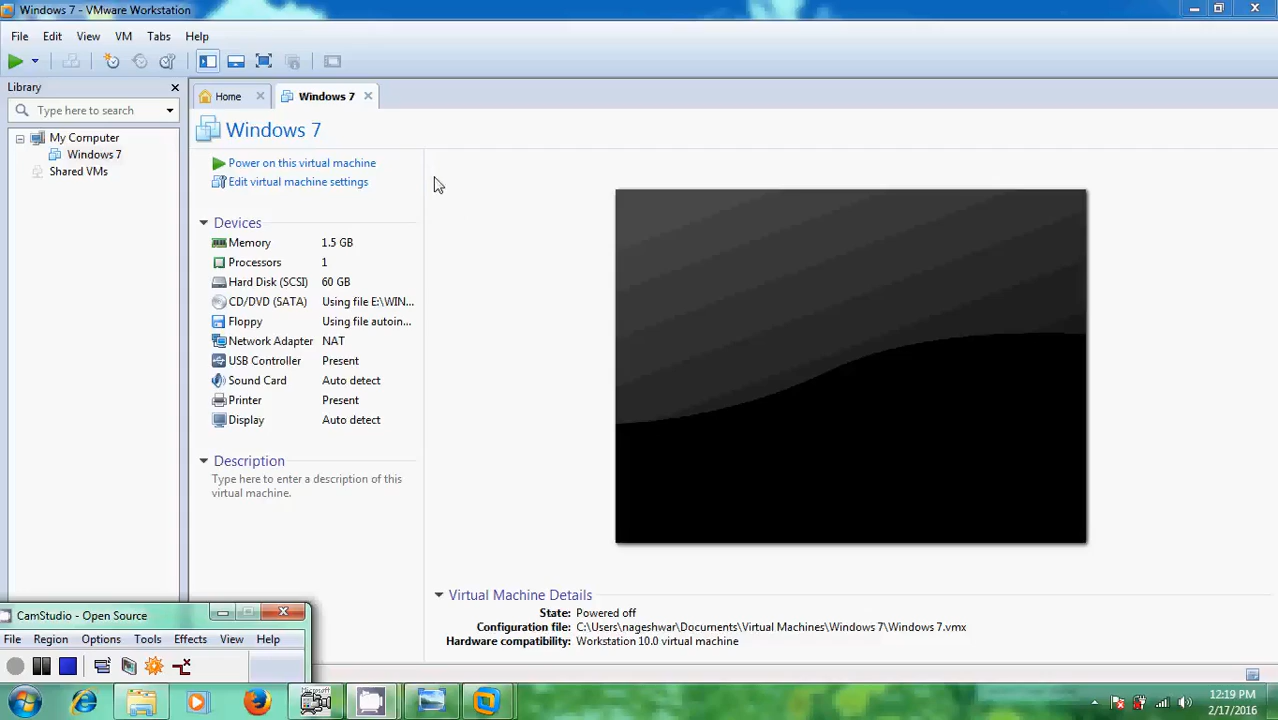 Windows 7 - VMware Workstation
File Edit View VM Tabs Help
Library
Type here to search
My Computer
Windows 7
Shared VMs
Home
Windows 7
Windows 7
Power on this virtual machine
Edit virtual machine settings
Devices
Memory 1.5 GB
Processors 1
Hard Disk (SCSI) 60 GB
CD/DVD (SATA) Using file E:\WIN...
Floppy Using file autoin...
Network Adapter NAT
USB Controller Present
Sound Card Auto detect
Printer Present
Display Auto detect
Description
Type here to enter a description of this
virtual machine.
Virtual Machine Details
State: Powered off
Configuration file: C:\Users\nageshwar\Documents\Virtual Machines\Windows 7\Windows 7.vmx
Hardware compatibility: Workstation 10.0 virtual machine
CamStudio - Open Source
File Region Options Tools Effects View Help
Microsoft
12:19 PM
2/17/2016